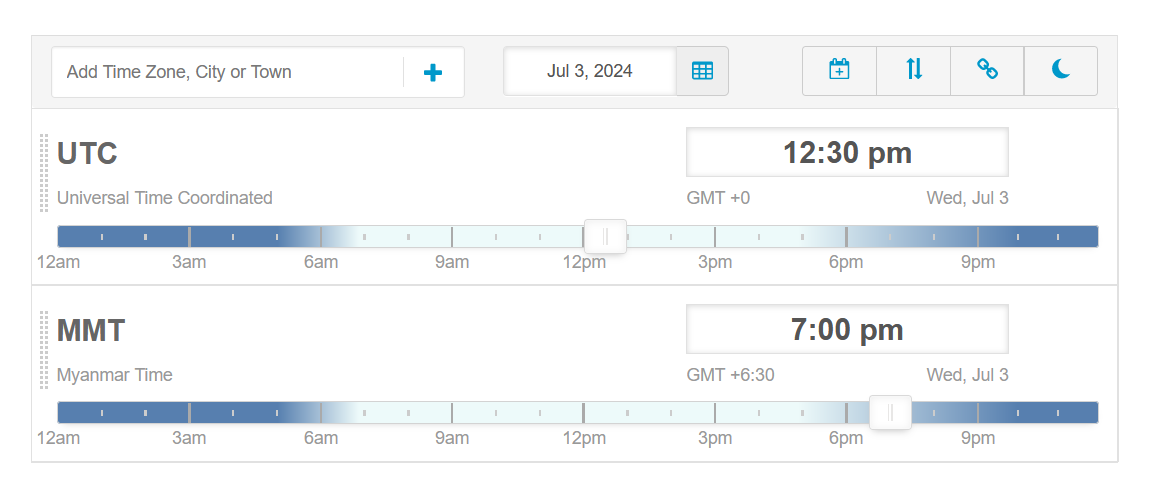 Add Time Zone, City or Town
Jul 3, 2024
UTC
12:30 pm
Universal Time Coordinated
GMT +0
Wed, Jul 3
12am 3am 6am 9am 12pm 3pm 6pm 9pm
MMT
7:00 pm
Myanmar Time
GMT +6:30
Wed, Jul 3
12am 3am 6am 9am 12pm 3pm 6pm 9pm